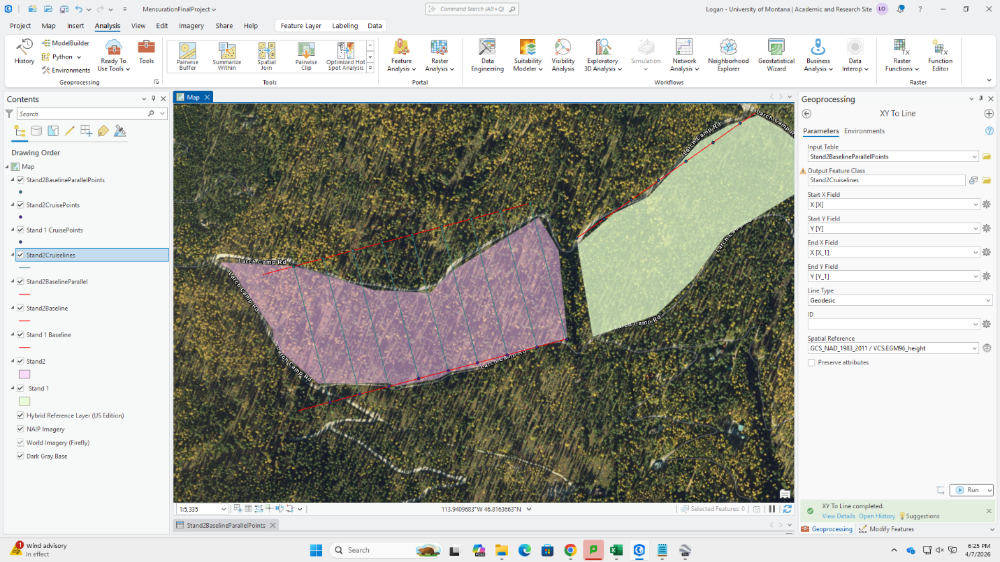 MensurationFinalProject
Command Search (Alt+Q)
Logan - University of Montana | Academic and Research Site
LO
?
Project
Map
Insert
Analysis
View
Edit
Imagery
Share
Help
Feature Layer
Labeling
Data
History
ModelBuilder
Python
Environments
Ready To
Use Tools
Tools
Geoprocessing
Pairwise
Buffer
Summarize
Within
Spatial
Join
Pairwise
Clip
Optimized Hot
Spot Analysis
Tools
Feature
Analysis
Raster
Analysis
Portal
Data
Engineering
Suitability
Modeler
Visibility
Analysis
Exploratory
3D Analysis
Simulation
Network
Analysis
Neighborhood
Explorer
Geostatistical
Wizard
Business
Analysis
Data
Interop
Workflows
Raster
Functions
Function
Editor
Raster
Contents
Search
Drawing Order
Map
Stand2BaselineParallelPoints
Stand2CruisePoints
Stand 1 CruisePoints
Stand2Cruiselines
Stand2BaselineParallel
Stand2Baseline
Stand 1 Baseline
Stand2
Stand 1
Hybrid Reference Layer (US Edition)
NAIP Imagery
World Imagery (Firefly)
Dark Gray Base
Map
Larch Camp Rd
Larch Camp R
Larch Camp Rd
Larch Camp Rd
Larch Camp Rd
Larch Camp Rd
Larch Camp Rd
Larch Camp Rd
1:5,335
113.9409683°W 46.8163663°N
Selected Features: 0
Stand2BaselineParallelPoints
Geoprocessing
XY To Line
Parameters
Environments
Input Table
Stand2BaselineParallelPoints
Output Feature Class
Stand2Cruiselines
Start X Field
X [X]
Start Y Field
Y [Y]
End X Field
X [X_1]
End Y Field
Y [Y_1]
Line Type
Geodesic
ID
Spatial Reference
GCS_NAD_1983_2011 / VCS:EGM96_height
Preserve attributes
Run
XY To Line completed.
View Details
Open History
Suggestions
Geoprocessing
Modify Features
1
Wind advisory
In effect
Search
6:25 PM
4/7/2026